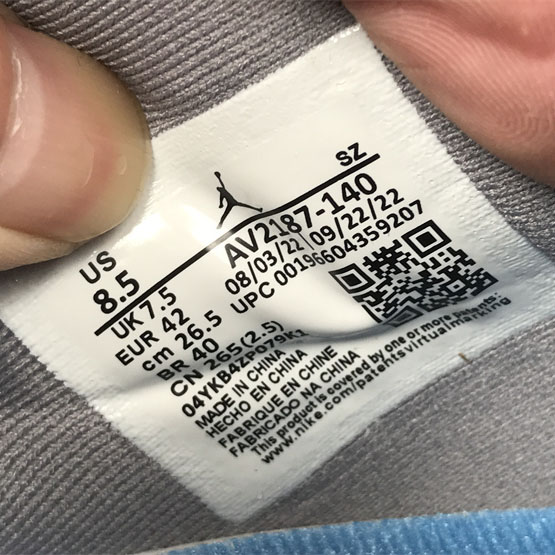 SZ
US
8.5
AV2187-140
UK 7.5
08/03/22 09/22/22
EUR 42
UPC 00196604359207
cm 26.5
BR 40
CN 265(2.5)
04YKB4ZP079K1
MADE IN CHINA
HECHO EN CHINA
FABRIQUE EN CHINE
FABRICADO NA CHINA
This product is covered by one or more Patents:
www.nike.com/patentsvirtualmarking